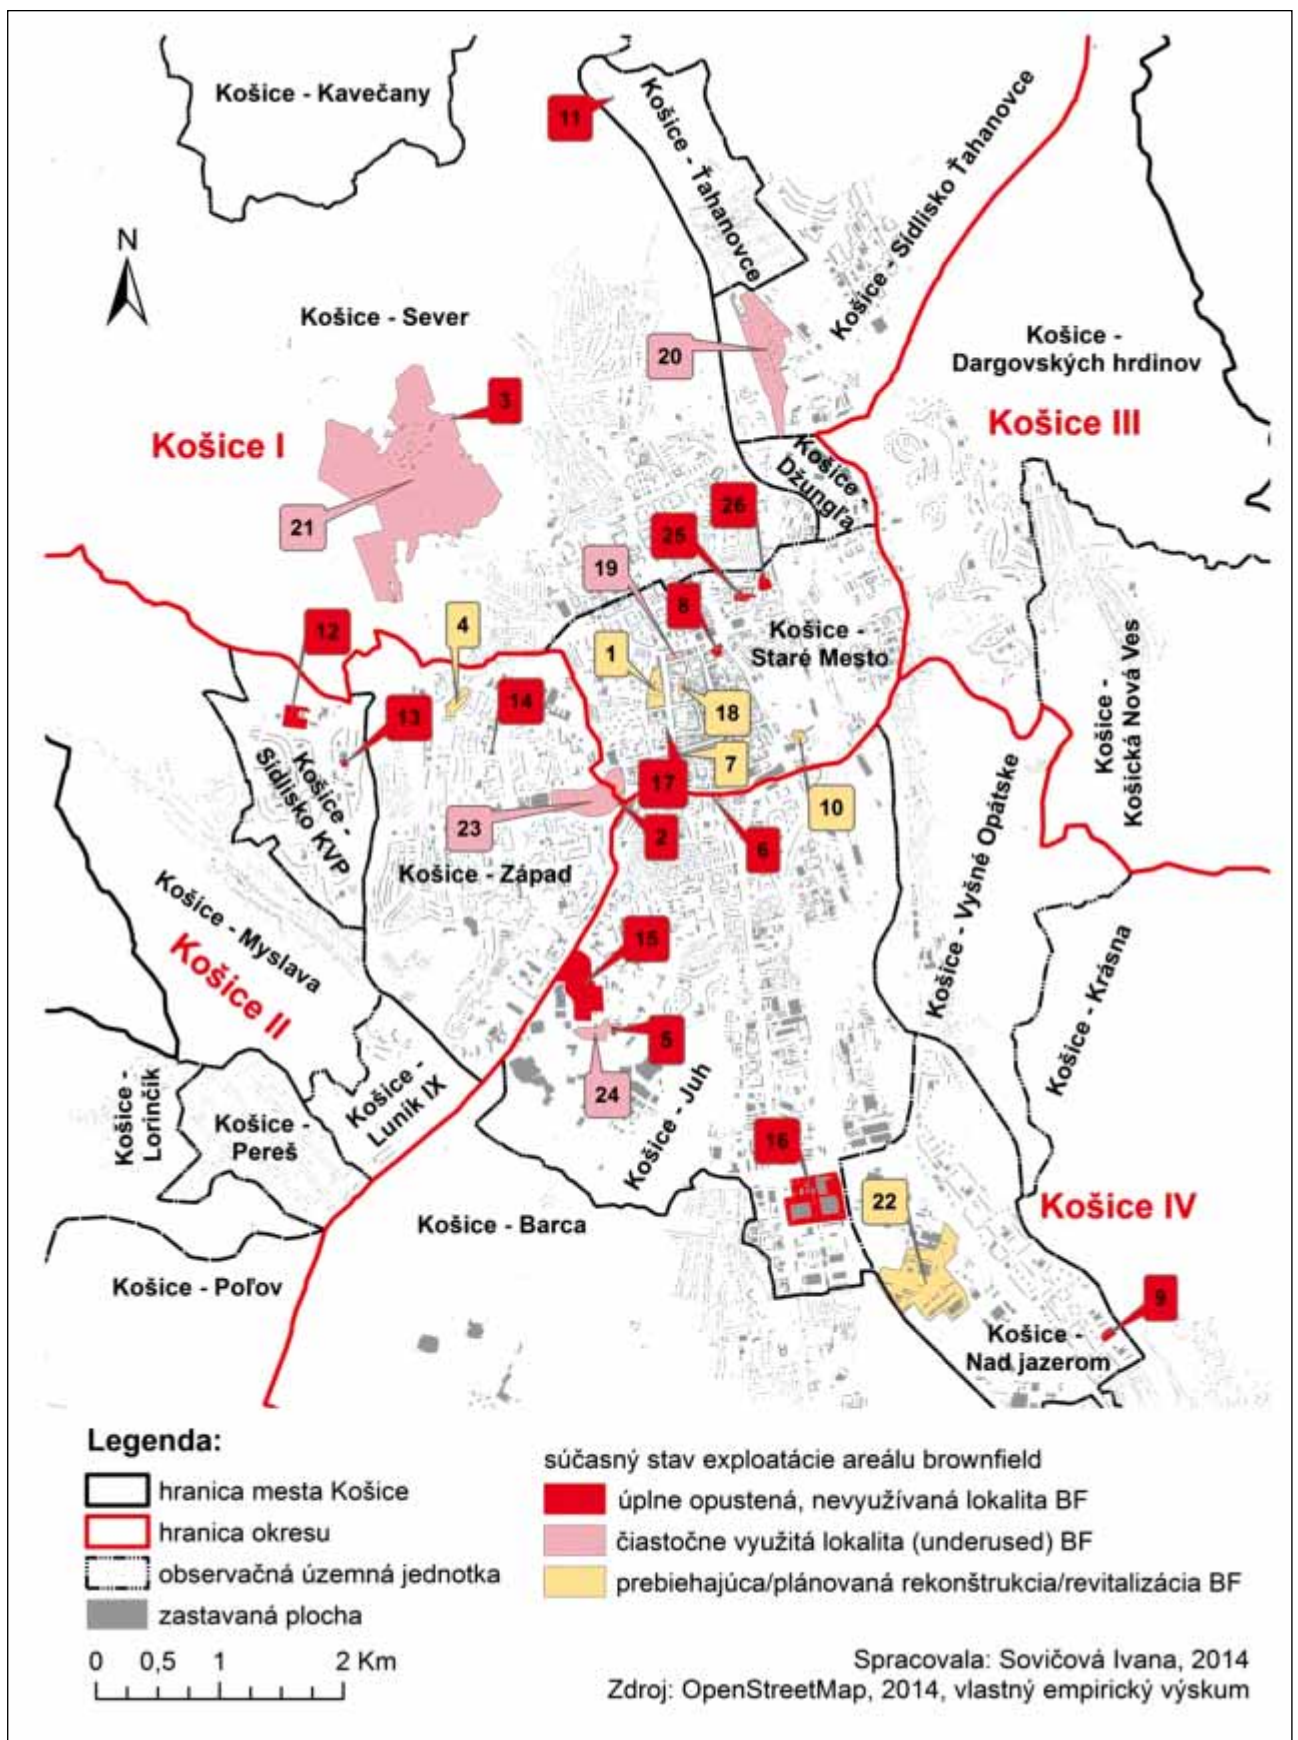 Košice - Kavečany
11
Košice - Ťahanovce
Košice - Sídlisko Ťahanovce
N
Košice - Sever
20
Košice -
Dargovských hrdinov
3
Košice I
Košice III
Košice -
Džungľa
21
26
25
19
8
12
4
1
Košice -
Staré Mesto
Košice -
Košická Nová Ves
14
13
18
Košice -
Sídlisko KVP
7
17
10
23
2
6
Košice - Západ
Košice - Vyšné Opátske
Košice - Myslava
Košice II
15
Košice - Krásna
5
24
Košice -
Lorinčík
Košice -
Pereš
Košice -
Luník IX
Košice - Juh
16
22
Košice IV
Košice - Barca
Košice - Poľov
9
Košice -
Nad jazerom
Legenda:
hranica mesta Košice
hranica okresu
observačná územná jednotka
zastavaná plocha
0 0,5 1 2 Km
súčasný stav exploatácie areálu brownfield
úplne opustená, nevyužívaná lokalita BF
čiastočne využitá lokalita (underused) BF
prebiehajúca/plánovaná rekonštrukcia/revitalizácia BF
Spracovala: Sovičová Ivana, 2014
Zdroj: OpenStreetMap, 2014, vlastný empirický výskum